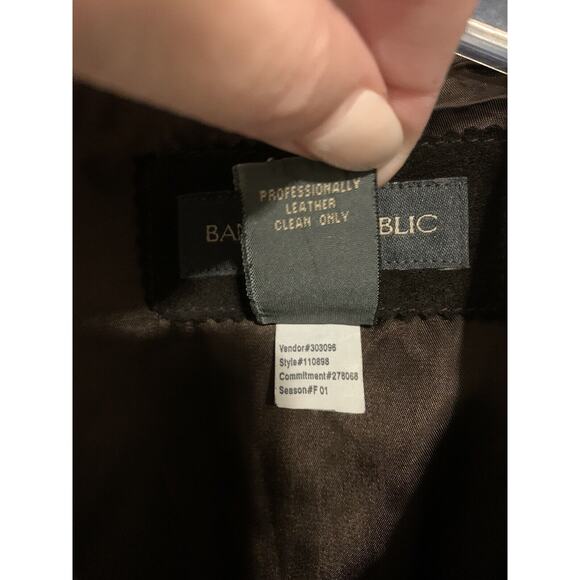 PROFESSIONALLY
LEATHER
CLEAN ONLY
BAN BLIC
Vendor#303096
Style#110898
Commitment#278068
Season#F 01